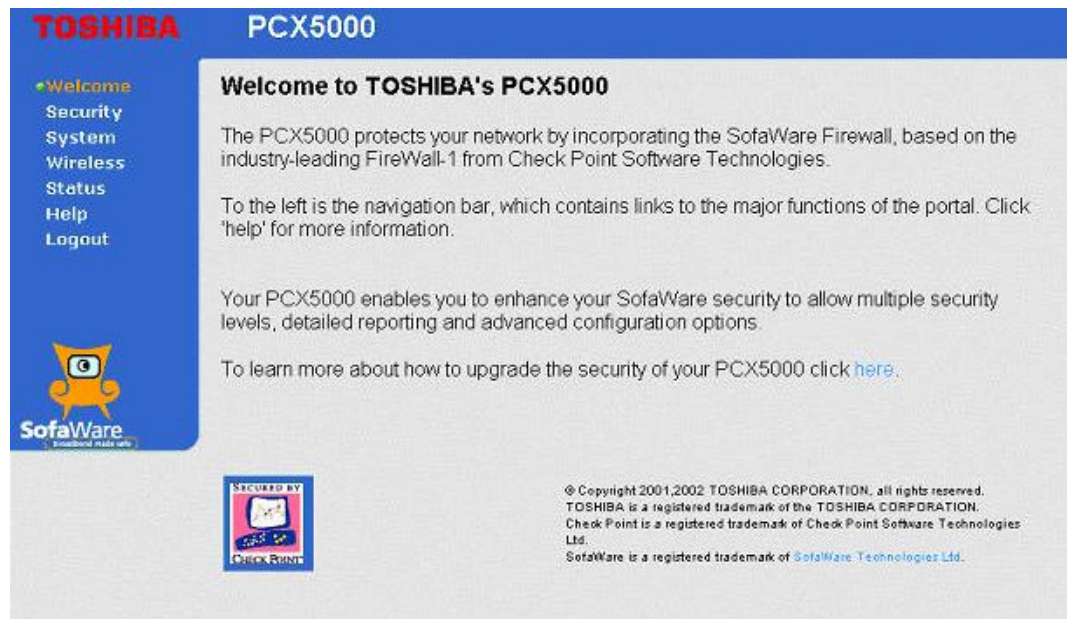 TOSHIBA PCX5000
Welcome
Security
System
Wireless
Status
Help
Logout
SofaWare
Broadband made safe
Welcome to TOSHIBA's PCX5000
The PCX5000 protects your network by incorporating the SofaWare Firewall, based on the
industry-leading FireWall-1 from Check Point Software Technologies.
To the left is the navigation bar, which contains links to the major functions of the portal. Click
'help' for more information.
Your PCX5000 enables you to enhance your SofaWare security to allow multiple security
levels, detailed reporting and advanced configuration options.
To learn more about how to upgrade the security of your PCX5000 click here.
SECURED BY
CHECK POINT
© Copyright 2001,2002 TOSHIBA CORPORATION, all rights reserved.
TOSHIBA is a registered trademark of the TOSHIBA CORPORATION.
Check Point is a registered trademark of Check Point Software Technologies
Ltd.
SofaWare is a registered trademark of SofaWare Technologies Ltd.